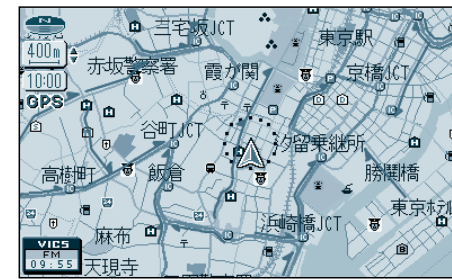 N
三宅坂JCT
400m
東京駅
赤坂警察署
霞が関
京橋JCT
10:00
GPS
谷町JCT
汐留乗継所
高樹町
飯倉
勝鬨橋
浜崎橋JCT
麻布
VICS
FM
09:55
天現寺